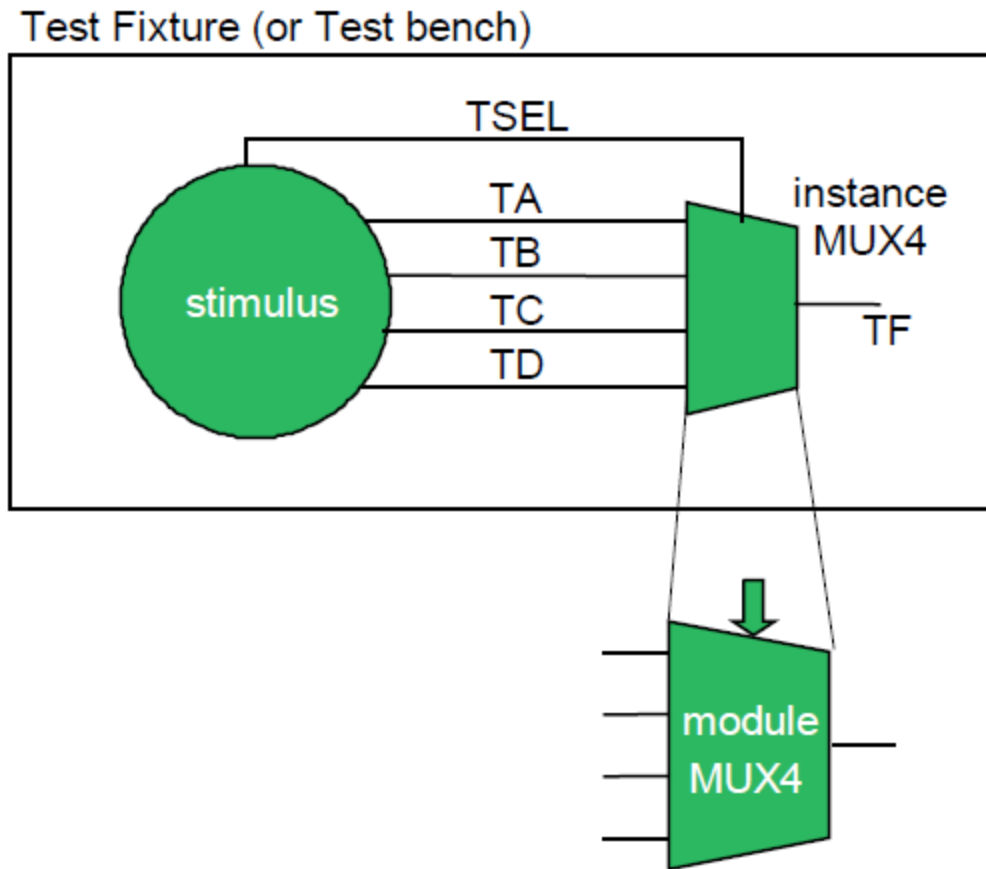 Test Fixture (or Test bench)
TSEL
TA
instance
MUX4
TB
stimulus
TC
TF
TD
module
MUX4